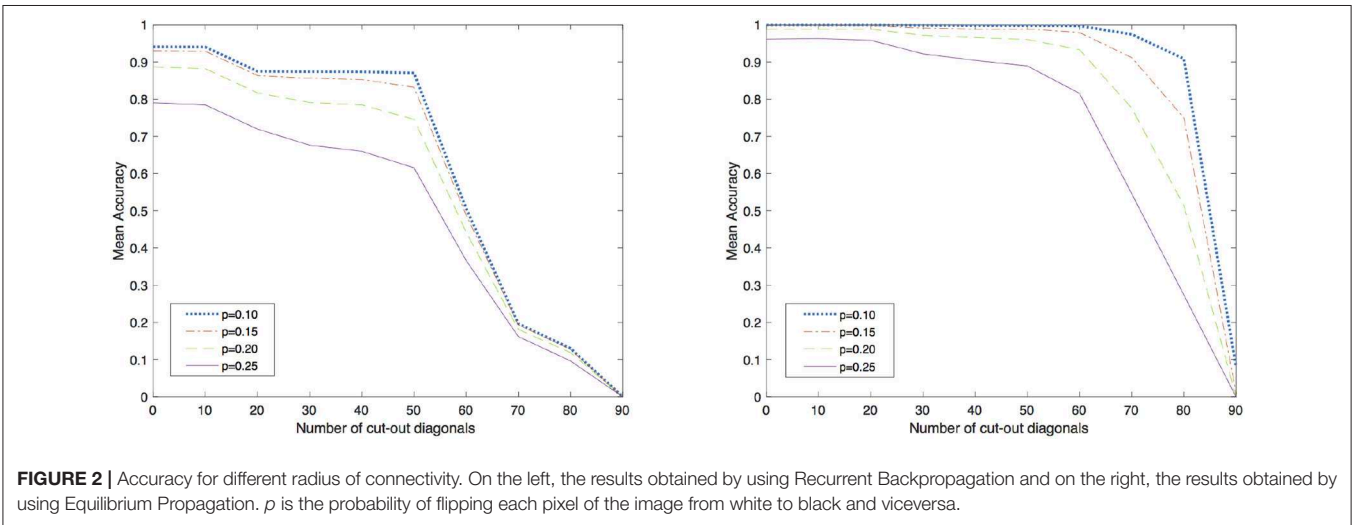 1
0.9
0.8
0.7
0.6
0.5
0.4
0.3
0.2
0.1
0
Mean Accuracy
p=0.10
p=0.15
p=0.20
p=0.25
0 10 20 30 40 50 60 70 80 90
Number of cut-out diagonals
1
0.9
0.8
0.7
0.6
0.5
0.4
0.3
0.2
0.1
0
Mean Accuracy
p=0.10
p=0.15
p=0.20
p=0.25
0 10 20 30 40 50 60 70 80 90
Number of cut-out diagonals
FIGURE 2 | Accuracy for different radius of connectivity. On the left, the results obtained by using Recurrent Backpropagation and on the right, the results obtained by
using Equilibrium Propagation. p is the probability of flipping each pixel of the image from white to black and viceversa.